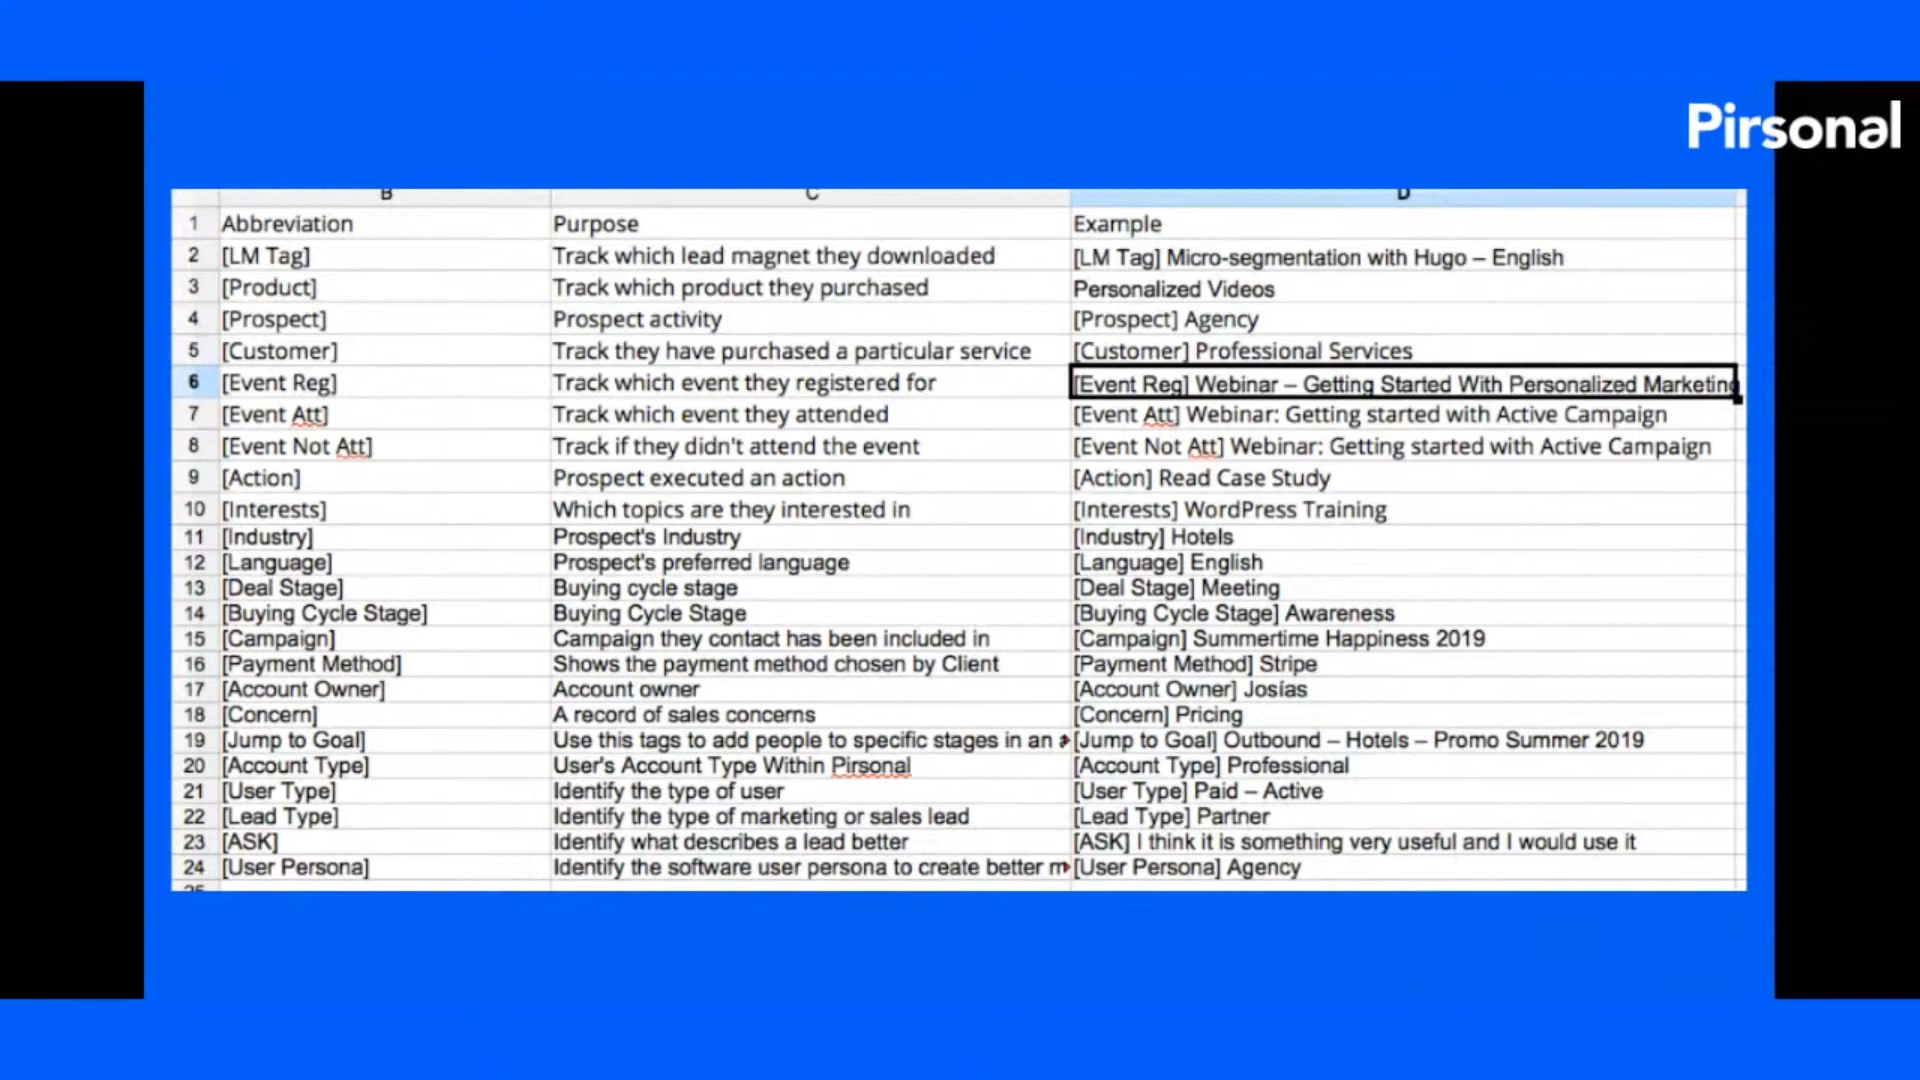 Pirsonal
B C D
1 Abbreviation Purpose Example
2 [LM Tag] Track which lead magnet they downloaded [LM Tag] Micro-segmentation with Hugo – English
3 [Product] Track which product they purchased Personalized Videos
4 [Prospect] Prospect activity [Prospect] Agency
5 [Customer] Track they have purchased a particular service [Customer] Professional Services
6 [Event Reg] Track which event they registered for [Event Reg] Webinar – Getting Started With Personalized Marketing
7 [Event Att] Track which event they attended [Event Att] Webinar: Getting started with Active Campaign
8 [Event Not Att] Track if they didn't attend the event [Event Not Att] Webinar: Getting started with Active Campaign
9 [Action] Prospect executed an action [Action] Read Case Study
10 [Interests] Which topics are they interested in [Interests] WordPress Training
11 [Industry] Prospect's Industry [Industry] Hotels
12 [Language] Prospect's preferred language [Language] English
13 [Deal Stage] Buying cycle stage [Deal Stage] Meeting
14 [Buying Cycle Stage] Buying Cycle Stage [Buying Cycle Stage] Awareness
15 [Campaign] Campaign they contact has been included in [Campaign] Summertime Happiness 2019
16 [Payment Method] Shows the payment method chosen by Client [Payment Method] Stripe
17 [Account Owner] Account owner [Account Owner] Josías
18 [Concern] A record of sales concerns [Concern] Pricing
19 [Jump to Goal] Use this tags to add people to specific stages in an [Jump to Goal] Outbound – Hotels – Promo Summer 2019
20 [Account Type] User's Account Type Within Pirsonal [Account Type] Professional
21 [User Type] Identify the type of user [User Type] Paid – Active
22 [Lead Type] Identify the type of marketing or sales lead [Lead Type] Partner
23 [ASK] Identify what describes a lead better [ASK] I think it is something very useful and I would use it
24 [User Persona] Identify the software user persona to create better [User Persona] Agency
25